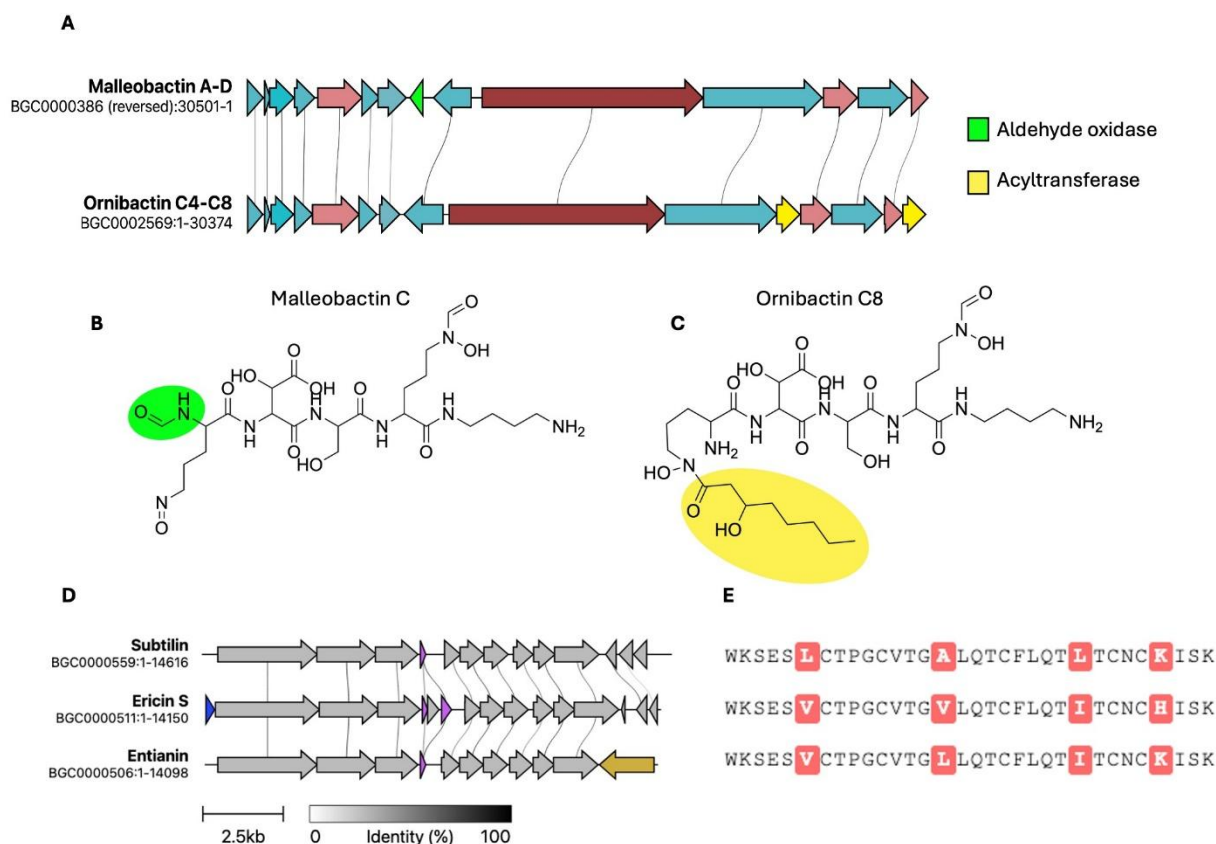 A
Malleobactin A-D
BGC0000386 (reversed):30501-1
Aldehyde oxidase
Acyltransferase
Ornibactin C4-C8
BGC0002569:1-30374
Malleobactin C
Ornibactin C8
B
C
O
H
N
O
N
H
HO
O
OH
O
H
N
HO
O
N
H
O
N
OH
O
H
N
NH2
N
O
O
NH2
HO
N
O
HO
N
H
HO
O
OH
O
H
N
OH
O
N
H
O
N
OH
O
H
N
NH2
D
E
Subtilin
BGC0000559:1-14616
Ericin S
BGC0000511:1-14150
Entianin
BGC0000506:1-14098
WKSESLCTPGCVTGALQTCFLQTLTCNCKISK
WKSESVCTPGCVTGVLQTCFLQTITCNCHISK
WKSESVCTPGCVTGLLQTCFLQTITCNCKISK
2.5kb
0 Identity (%) 100